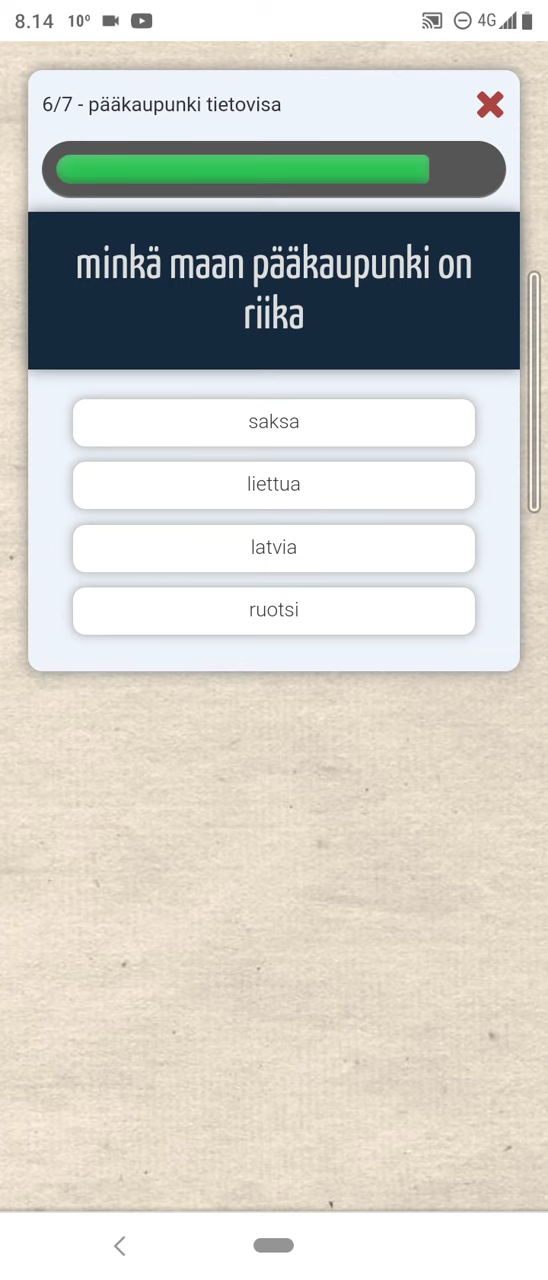 8.14 10° 4G
6/7 - pääkaupunki tietovisa
minkä maan pääkaupunki on
riika
saksa
liettua
latvia
ruotsi